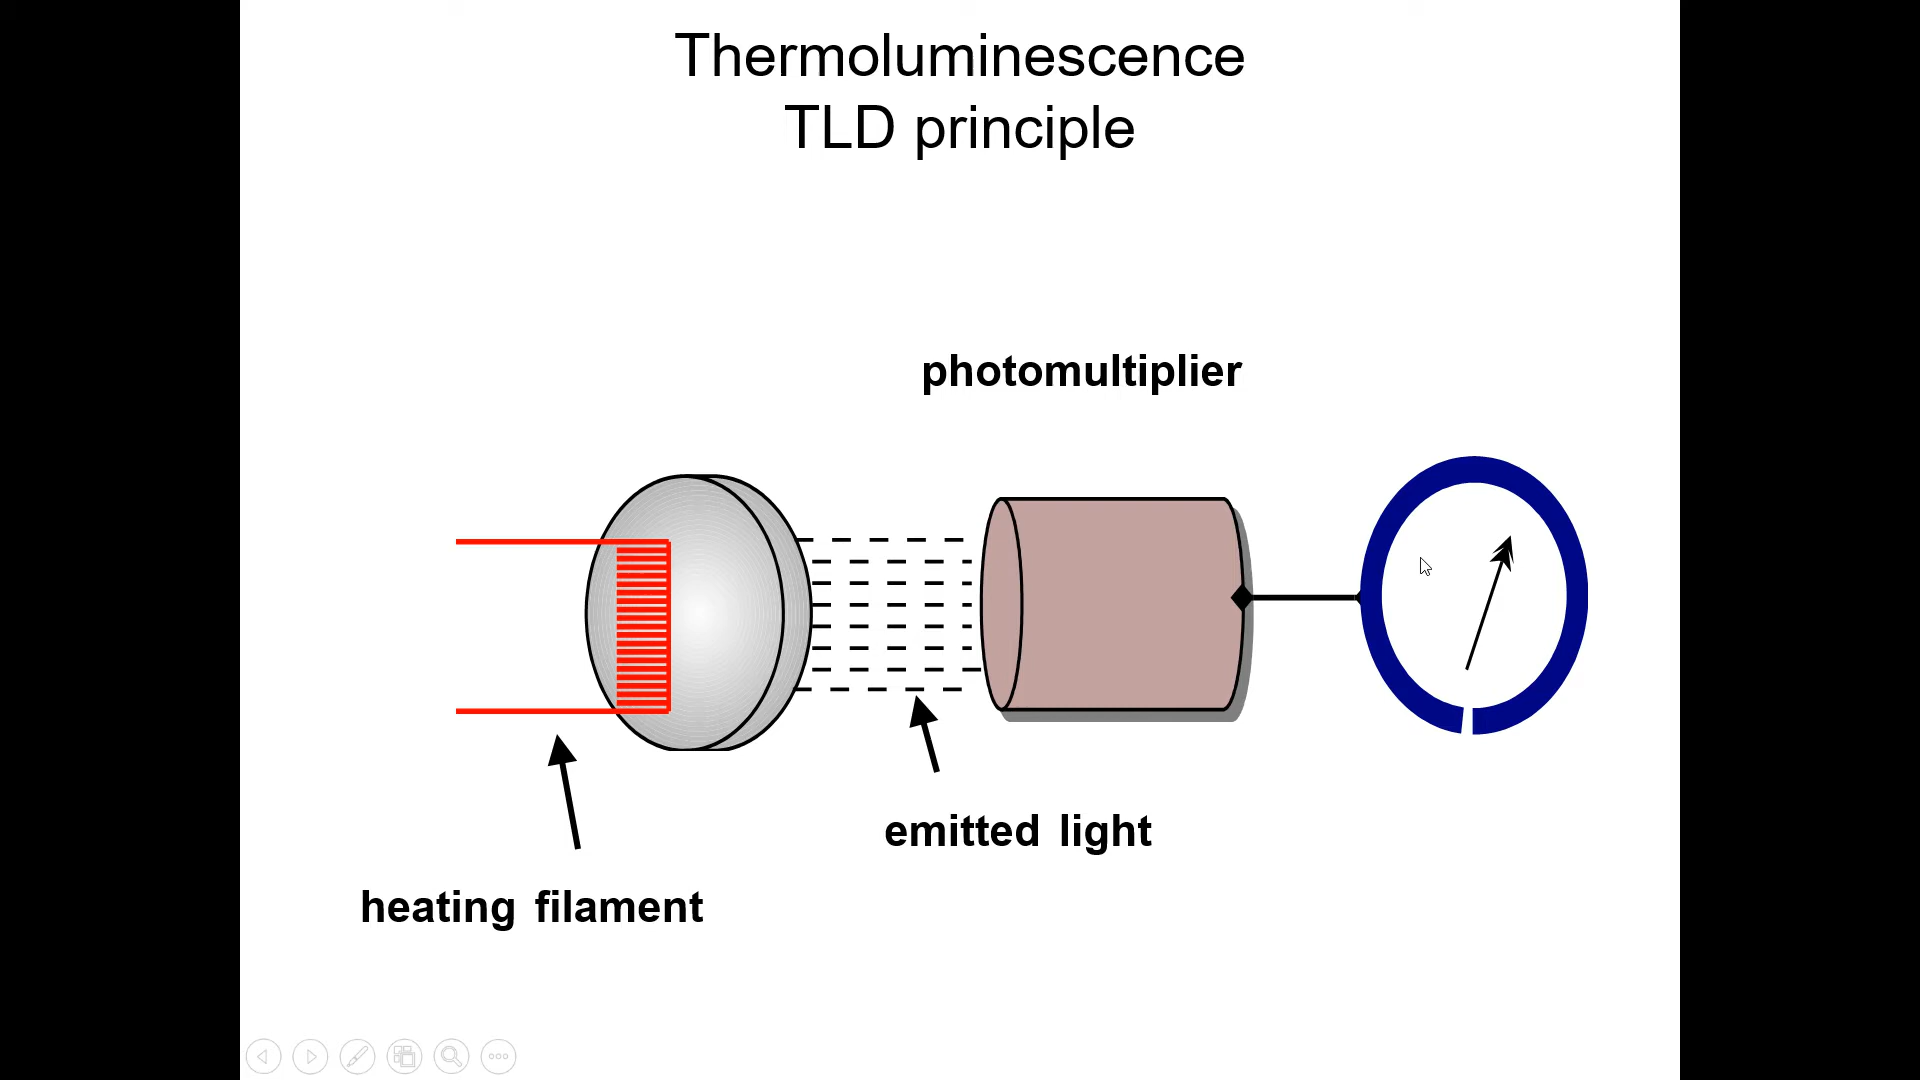 Thermoluminescence
TLD principle
photomultiplier
emitted light
heating filament